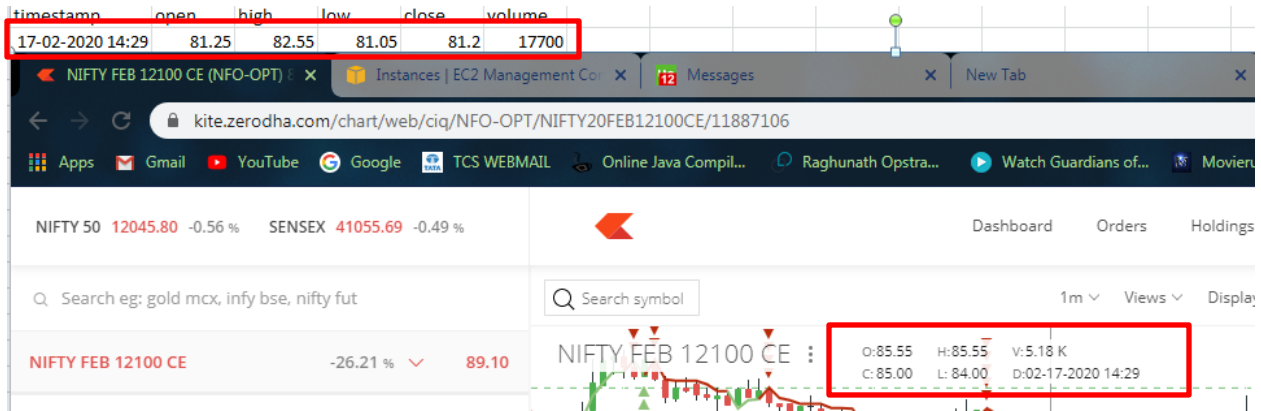 timestamp open high low close volume
17-02-2020 14:29 81.25 82.55 81.05 81.2 17700
NIFTY FEB 12100 CE (NFO-OPT) Instances | EC2 Management Con 12 Messages New Tab
kite.zerodha.com/chart/web/ciq/NFO-OPT/NIFTY20FEB12100CE/11887106
Apps Gmail YouTube Google TATA TCS WEBMAIL Online Java Compil... Raghunath Opstra... Watch Guardians of... Movieru
NIFTY 50 12045.80 -0.56 % SENSEX 41055.69 -0.49 % Dashboard Orders Holdings
Search eg: gold mcx, infy bse, nifty fut Search symbol 1m Views Display
NIFTY FEB 12100 CE -26.21 % 89.10 NIFTY FEB 12100 CE
O:85.55 H:85.55 V:5.18 K
C:85.00 L:84.00 D:02-17-2020 14:29